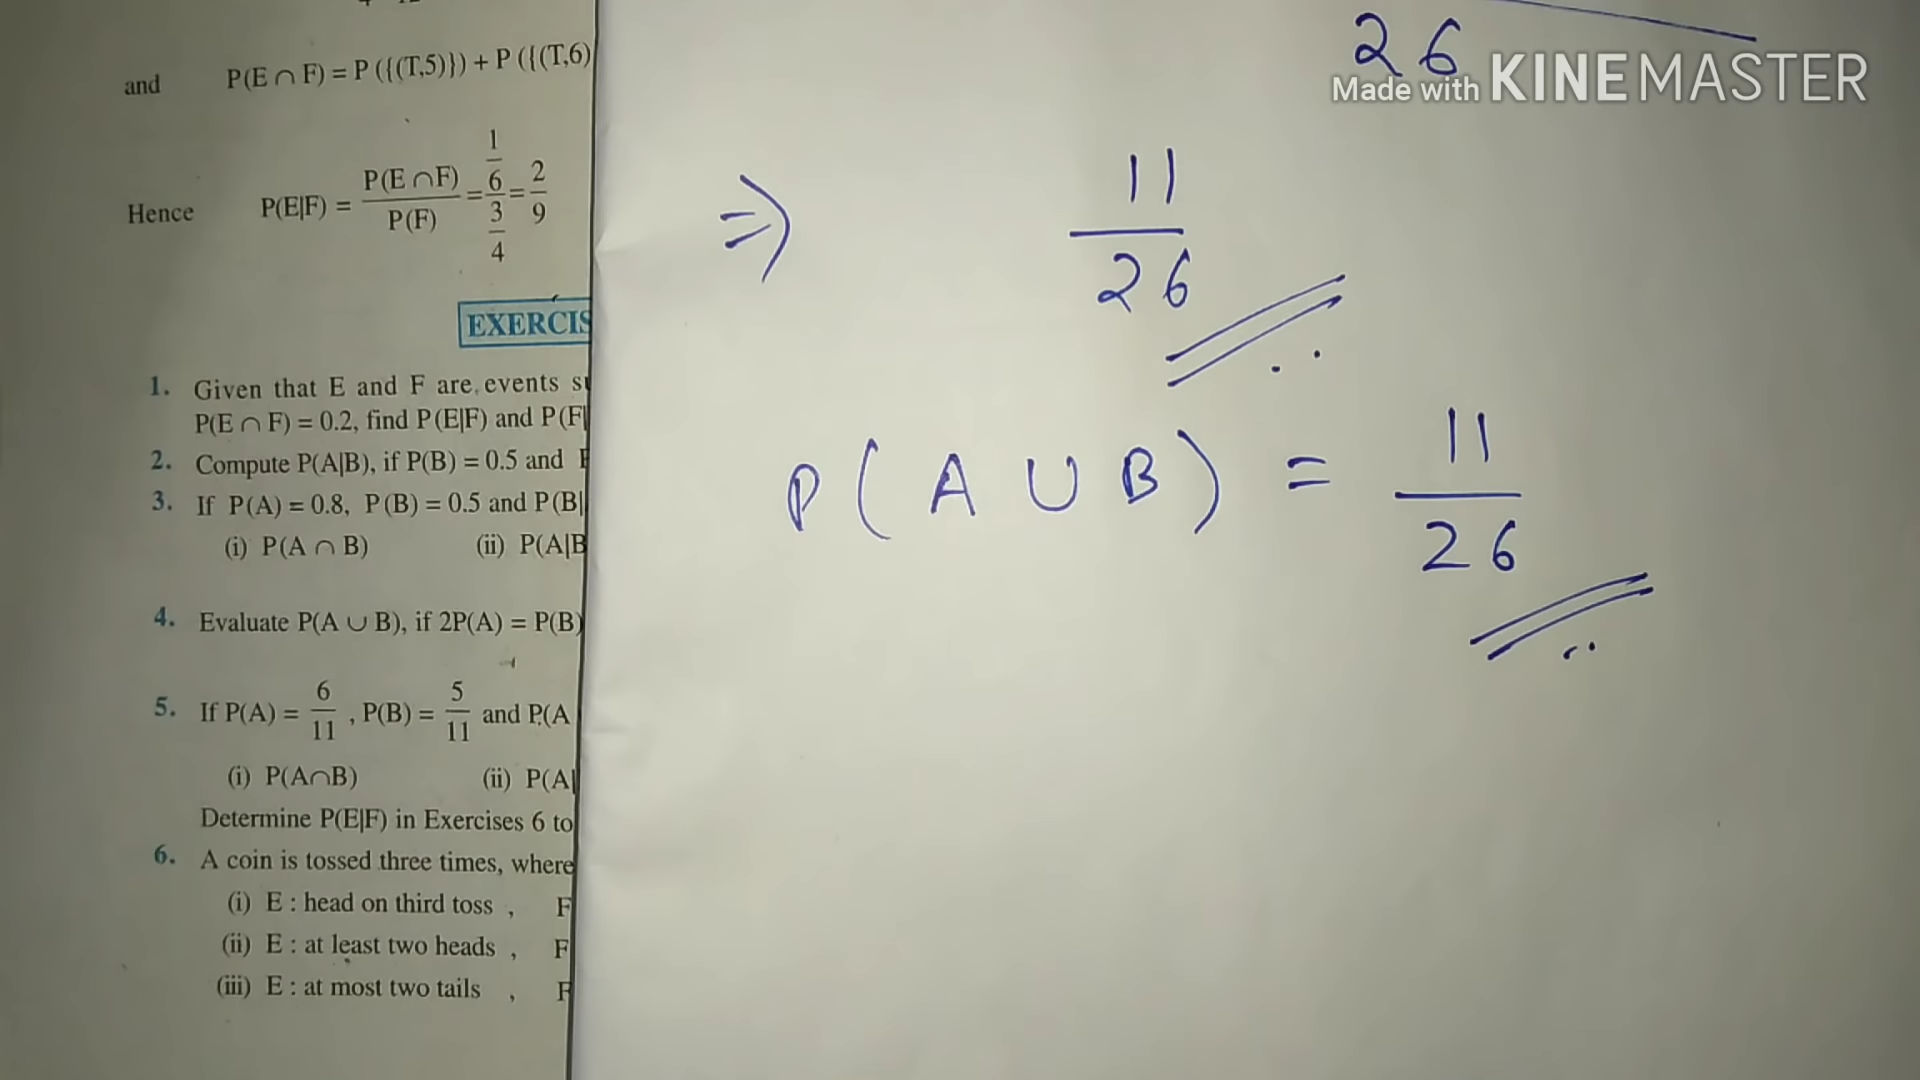 and P(E ∩ F) = P ({(T,5)}) + P ({(T,6)
Hence P(E|F) = P(E ∩F)/P(F) = 1/6 / 3/4 = 2/9
EXERCIS
1. Given that E and F are events su
P(E ∩ F) = 0.2, find P(E|F) and P(F|
2. Compute P(A|B), if P(B) = 0.5 and
3. If P(A) = 0.8, P(B) = 0.5 and P(B|
(i) P(A ∩ B) (ii) P(A|B
4. Evaluate P(A ∪ B), if 2P(A) = P(B)
5. If P(A) = 6/11 , P(B) = 5/11 and P(A
(i) P(A∩B) (ii) P(A|
Determine P(E|F) in Exercises 6 to
6. A coin is tossed three times, where
(i) E : head on third toss , F
(ii) E : at least two heads , F
(iii) E : at most two tails , F
26
Made with KINEMASTER
⇒ 11/26
P(A ∪ B) = 11/26